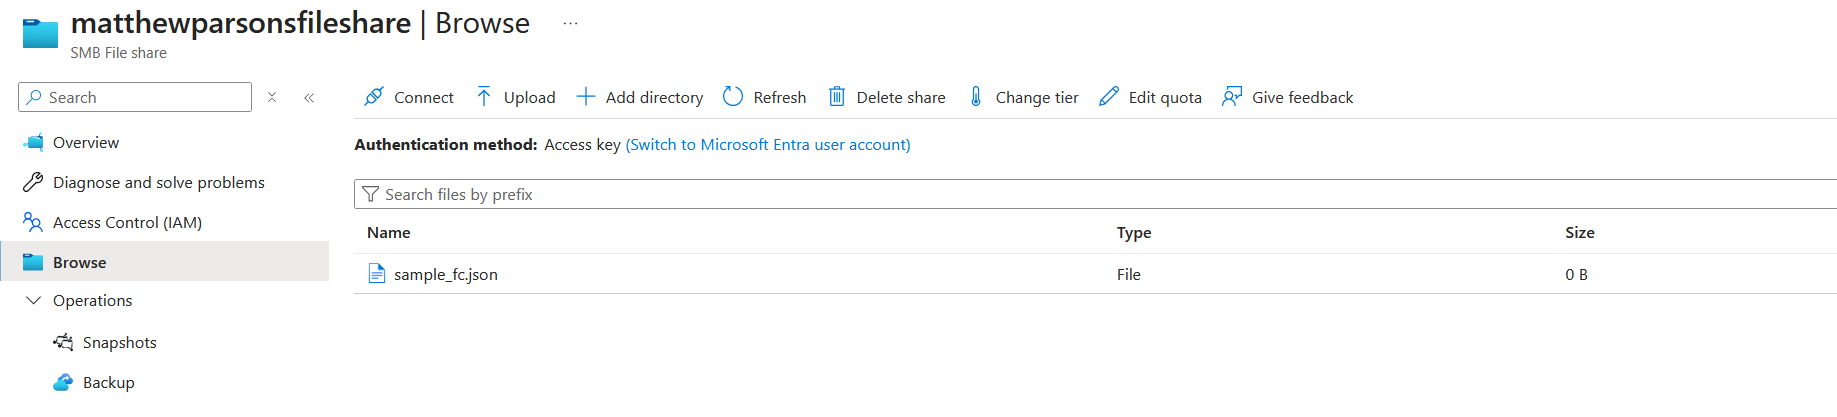 matthewparsonsfileshare | Browse ...
SMB File share
Search
Connect Upload Add directory Refresh Delete share Change tier Edit quota Give feedback
Overview
Authentication method: Access key (Switch to Microsoft Entra user account)
Diagnose and solve problems
Search files by prefix
Access Control (IAM)
Name Type Size
Browse
sample_fc.json File 0 B
Operations
Snapshots
Backup